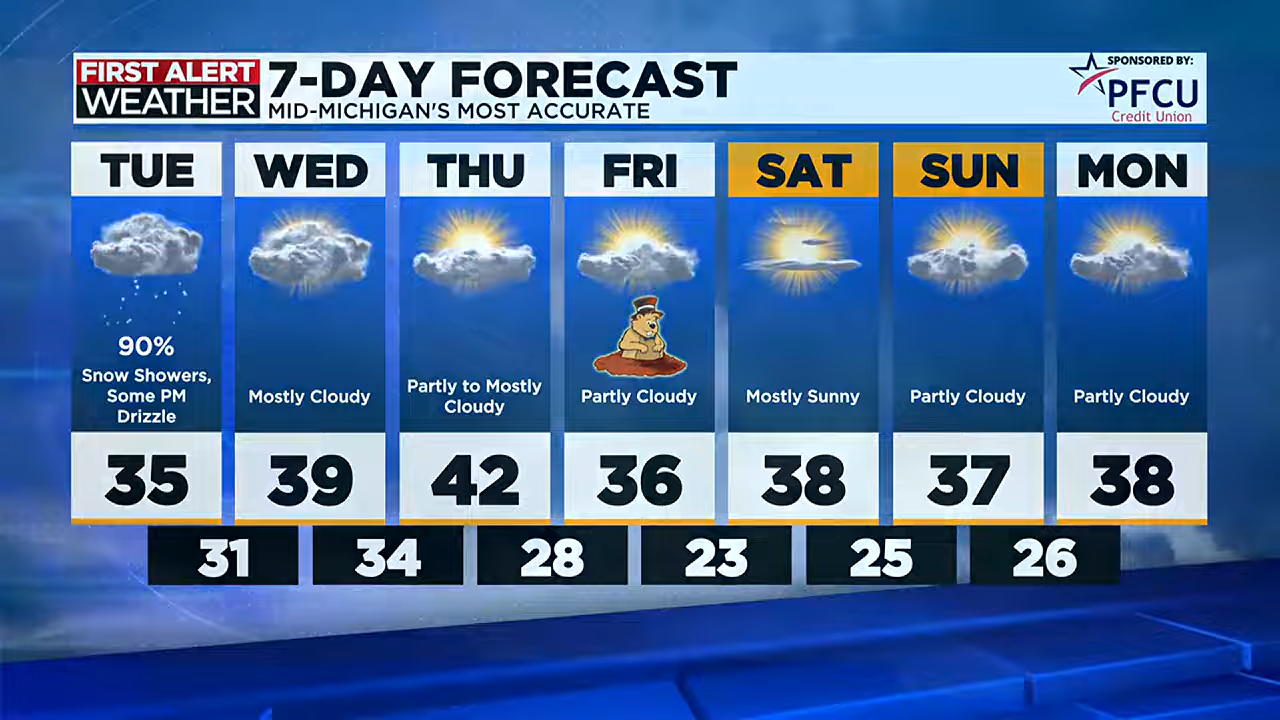 FIRST ALERT
WEATHER
7-DAY FORECAST
MID-MICHIGAN'S MOST ACCURATE
SPONSORED BY:
PFCU
Credit Union
TUE
WED
THU
FRI
SAT
SUN
MON
90%
Snow Showers,
Some PM
Drizzle
Mostly Cloudy
Partly to Mostly
Cloudy
Partly Cloudy
Mostly Sunny
Partly Cloudy
Partly Cloudy
35
39
42
36
38
37
38
31
34
28
23
25
26